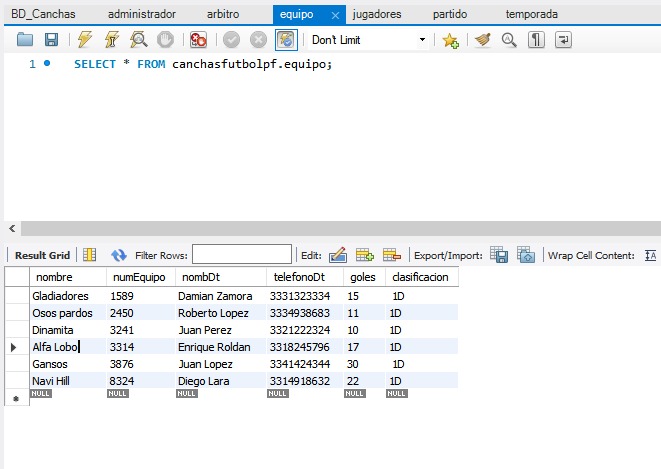 BD_Canchas administrador arbitro equipo jugadores partido temporada
Don't Limit
1 SELECT * FROM canchasfutbolpf.equipo;
Result Grid Filter Rows: Edit: Export/Import: Wrap Cell Content:
nombre numEquipo nombDt telefonoDt goles clasificacion
Gladiadores 1589 Damian Zamora 3331323334 15 1D
Osos pardos 2450 Roberto Lopez 3334938683 11 1D
Dinamita 3241 Juan Perez 3321222324 10 1D
Alfa Lobo 3314 Enrique Roldan 3318245796 17 1D
Gansos 3876 Juan Lopez 3341424344 30 1D
Navi Hill 8324 Diego Lara 3314918632 22 1D
NULL NULL NULL NULL NULL NULL